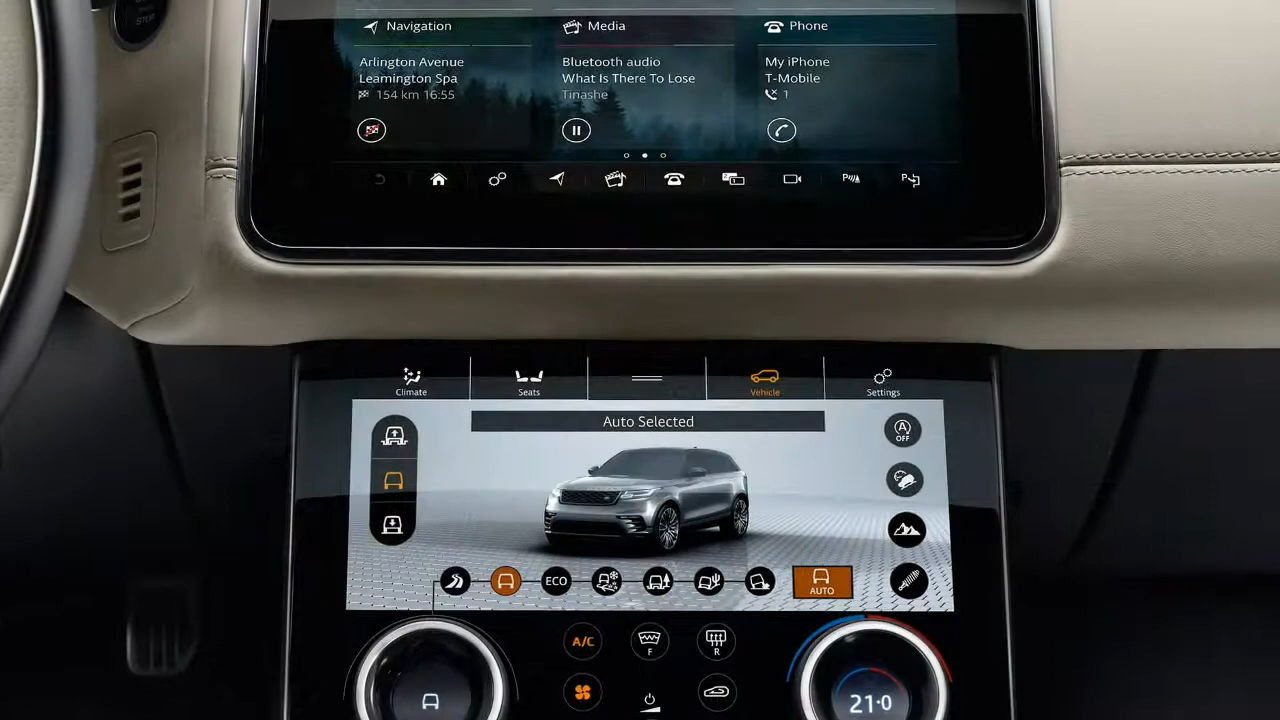 STOP
Navigation
Media
Phone
Arlington Avenue
Leamington Spa
154 km 16:55
Bluetooth audio
What Is There To Lose
Tinashe
My iPhone
T-Mobile
1
P
P
Climate
Seats
Vehicle
Settings
Auto Selected
A
OFF
ECO
AUTO
A/C
F
R
21·0